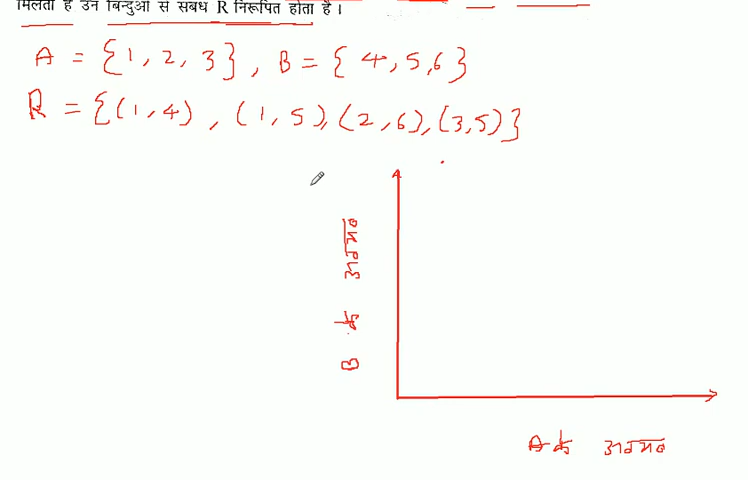 मिलता है उन बिन्दुओं से संबंध R निरूपित होता है।
A = {1, 2, 3}, B = {4, 5, 6}
R = {(1, 4), (1, 5), (2, 6), (3, 5)}
B के अवयव
A के अवयव